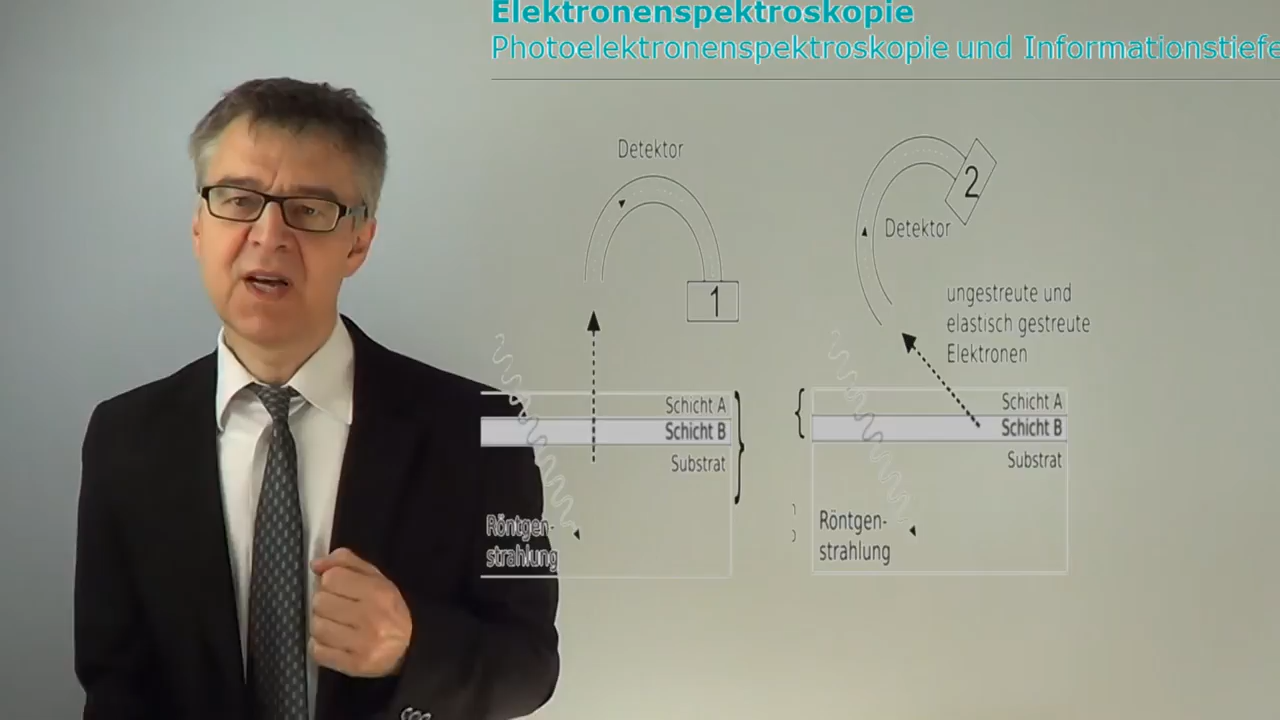 Elektronenspektroskopie
Photoelektronenspektroskopie und Informationstiefe
Detektor
1
Schicht A
Schicht B
Substrat
Röntgen-
strahlung
2
Detektor
ungestreute und
elastisch gestreute
Elektronen
Schicht A
Schicht B
Substrat
Röntgen-
strahlung